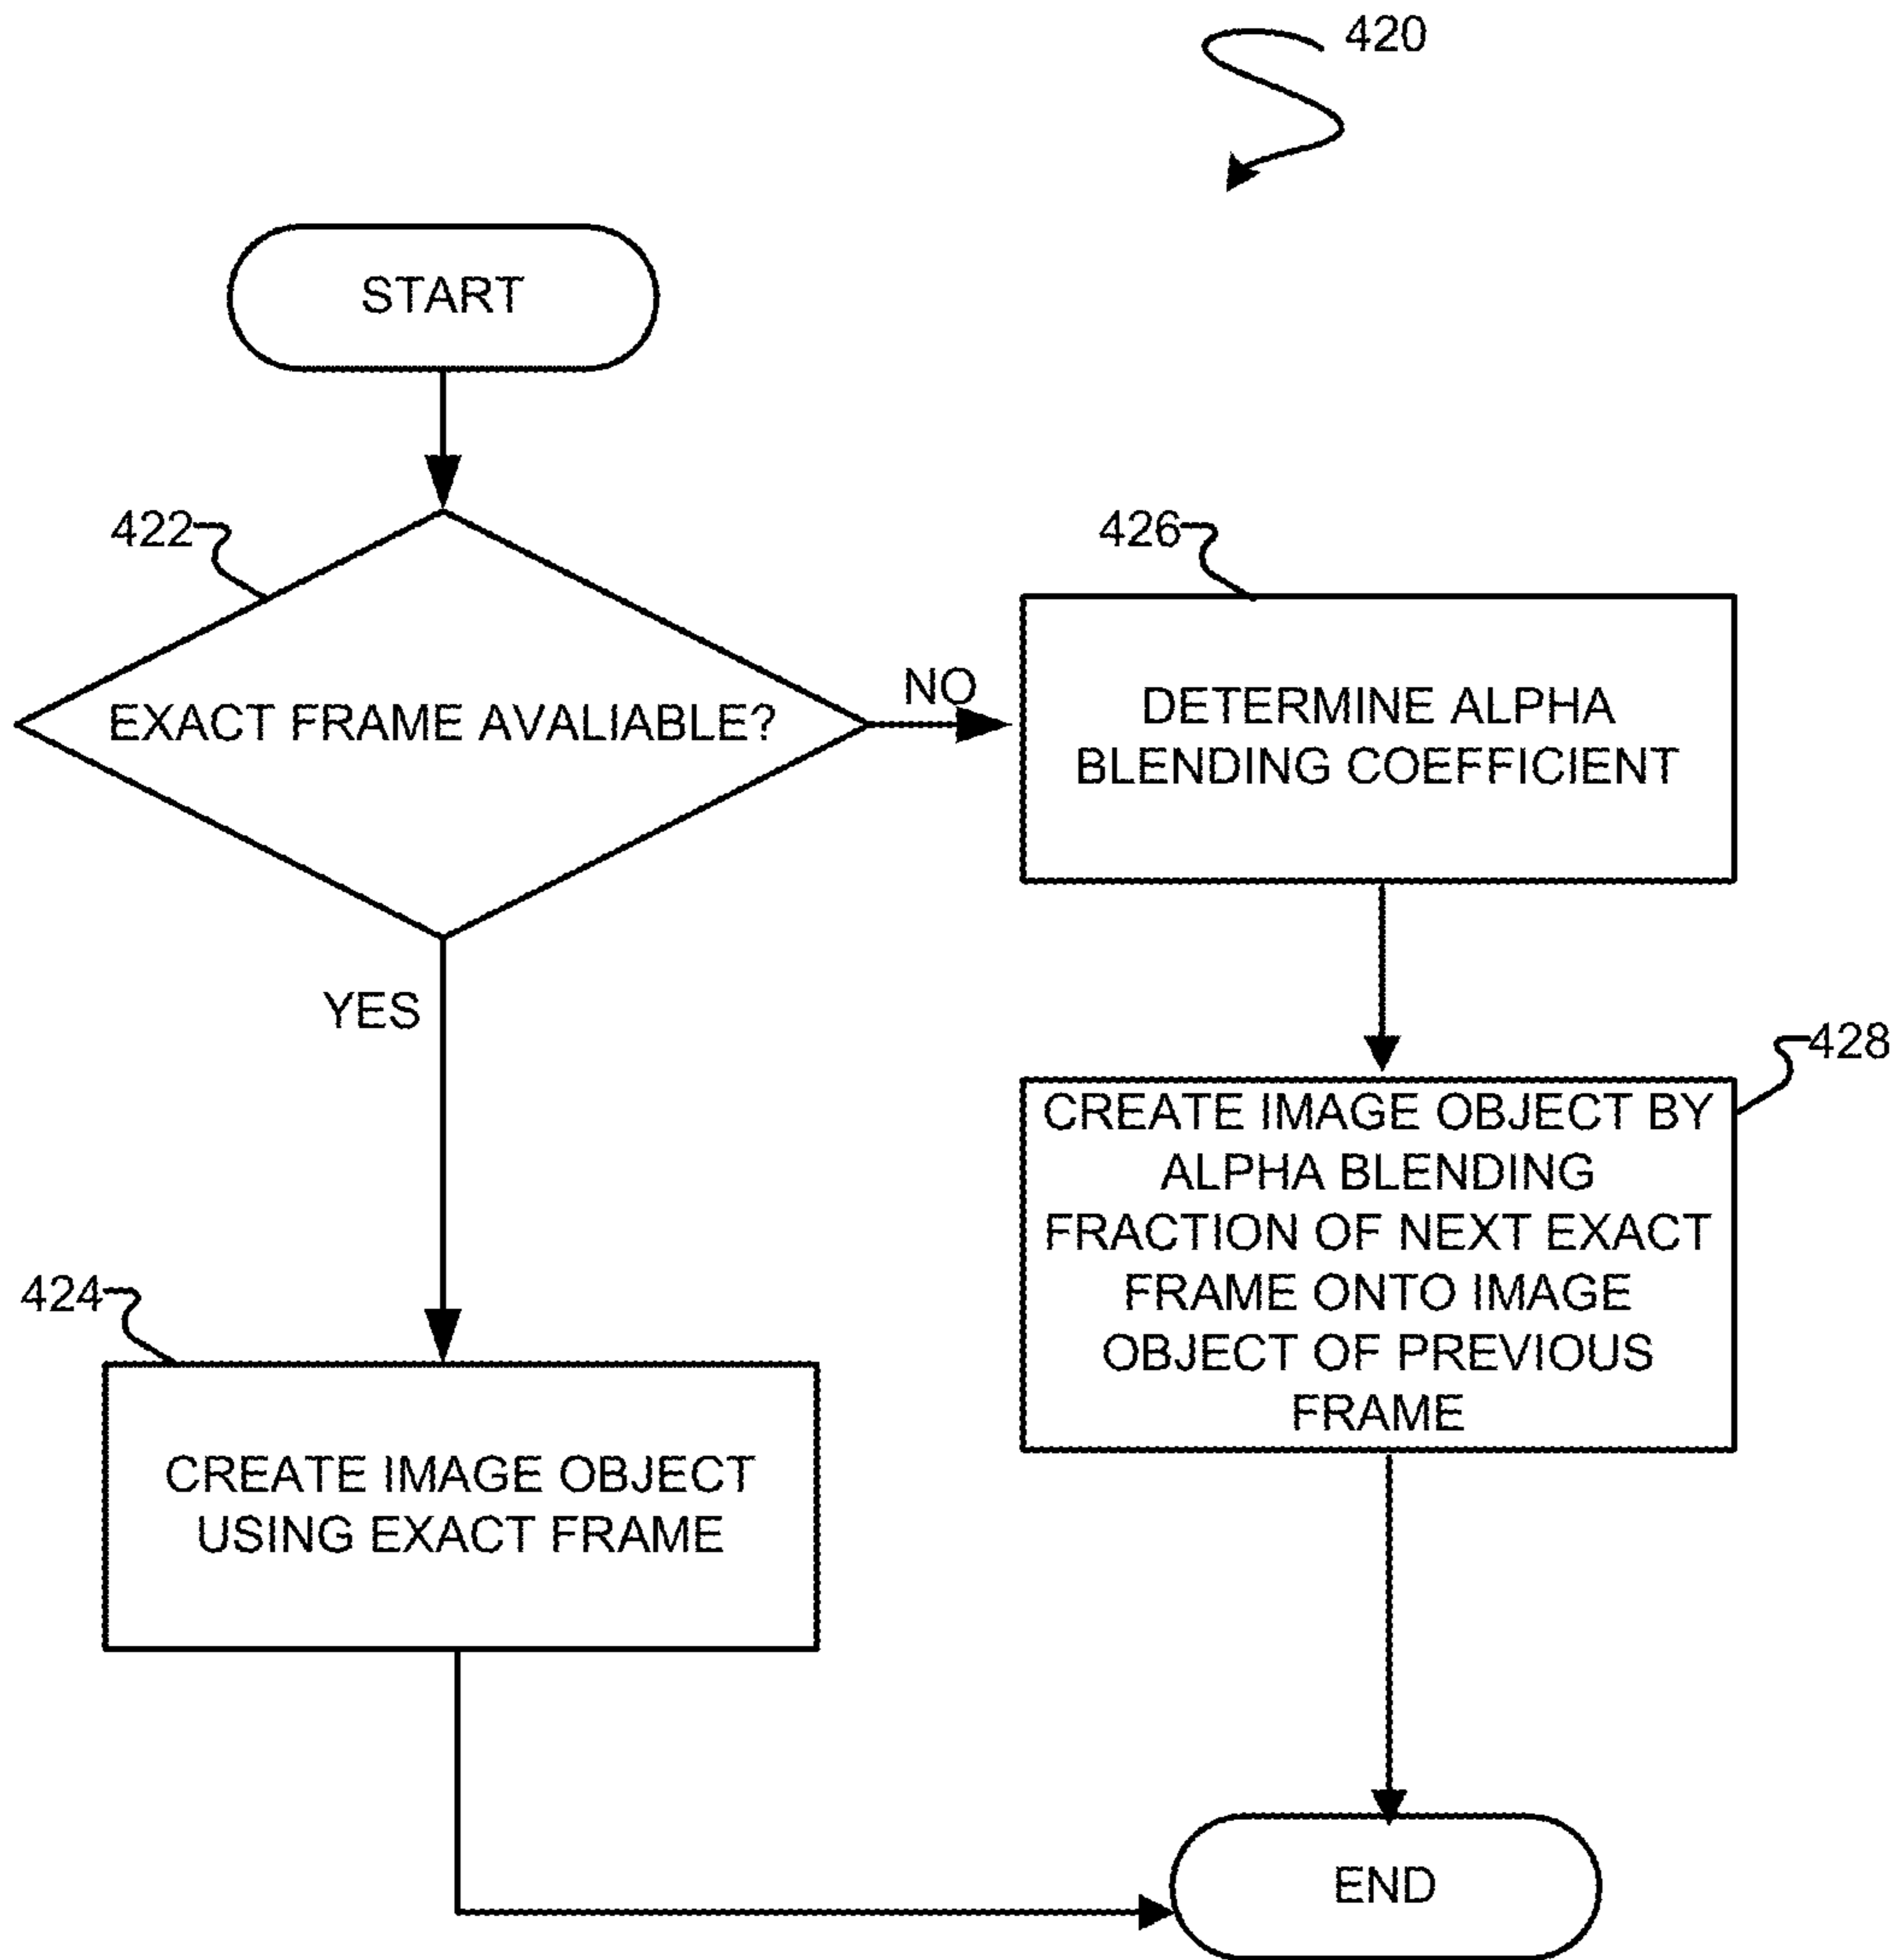 420
START
422
EXACT FRAME AVALIABLE?
NO
426
DETERMINE ALPHA
BLENDING COEFFICIENT
YES
428
CREATE IMAGE OBJECT BY
ALPHA BLENDING
FRACTION OF NEXT EXACT
FRAME ONTO IMAGE
OBJECT OF PREVIOUS
FRAME
424
CREATE IMAGE OBJECT
USING EXACT FRAME
END